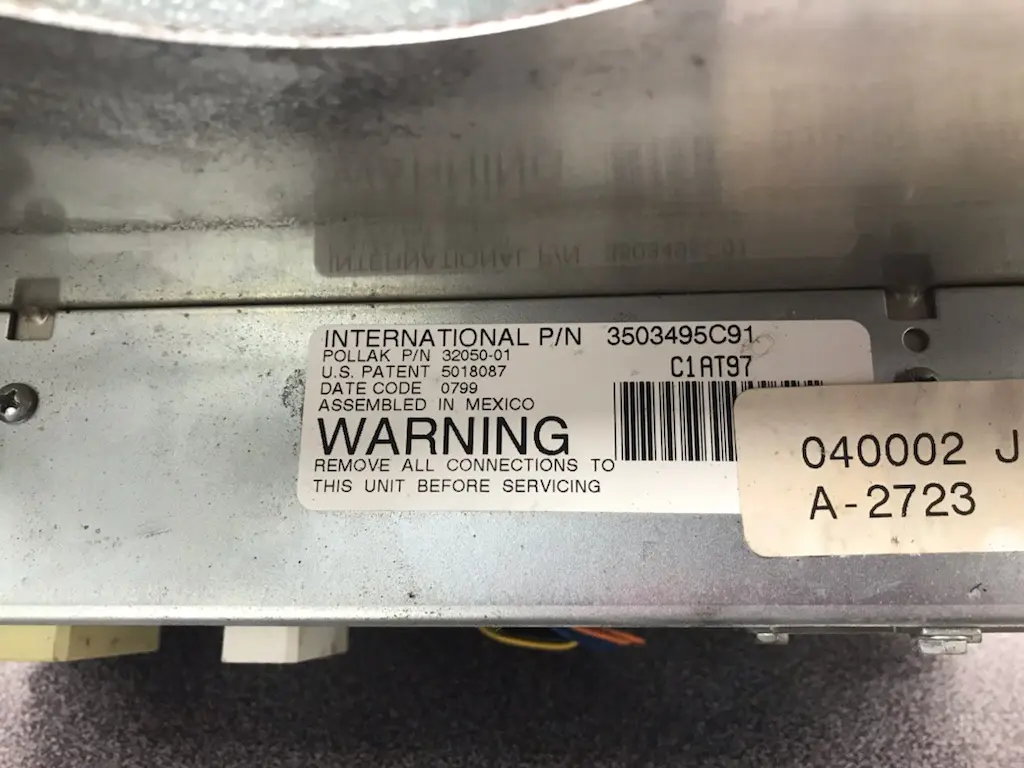 INTERNATIONAL P/N 3503495C91
POLLAK P/N 32050-01 C1AT97
U.S. PATENT 5018087
DATE CODE 0799
ASSEMBLED IN MEXICO
WARNING
REMOVE ALL CONNECTIONS TO
THIS UNIT BEFORE SERVICING
040002 J
A-2723